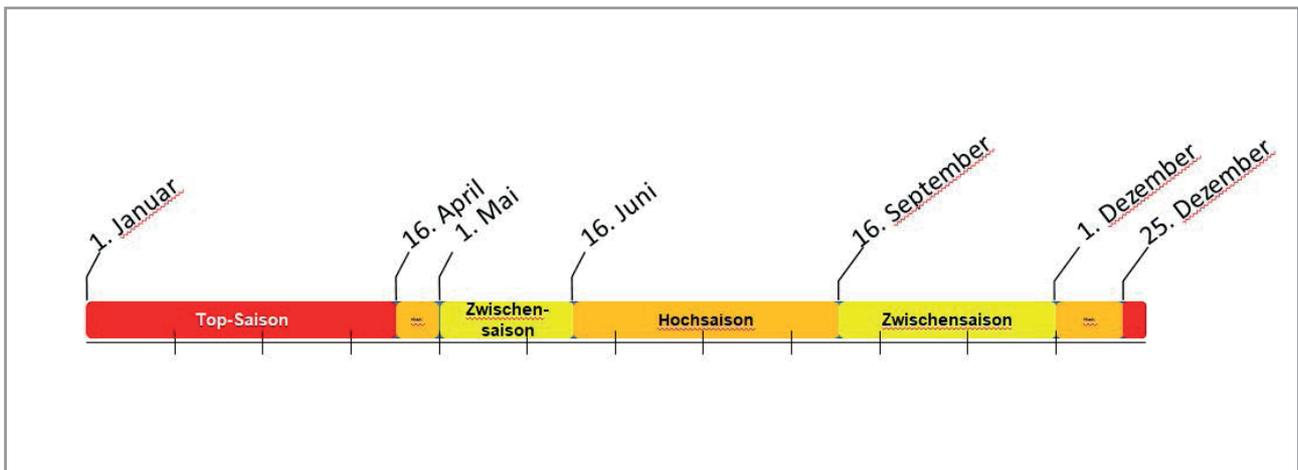 1. Januar
16. April
1. Mai
16. Juni
16. September
1. Dezember
25. Dezember
Top-Saison
Zwischen-
saison
Hochsaison
Zwischensaison